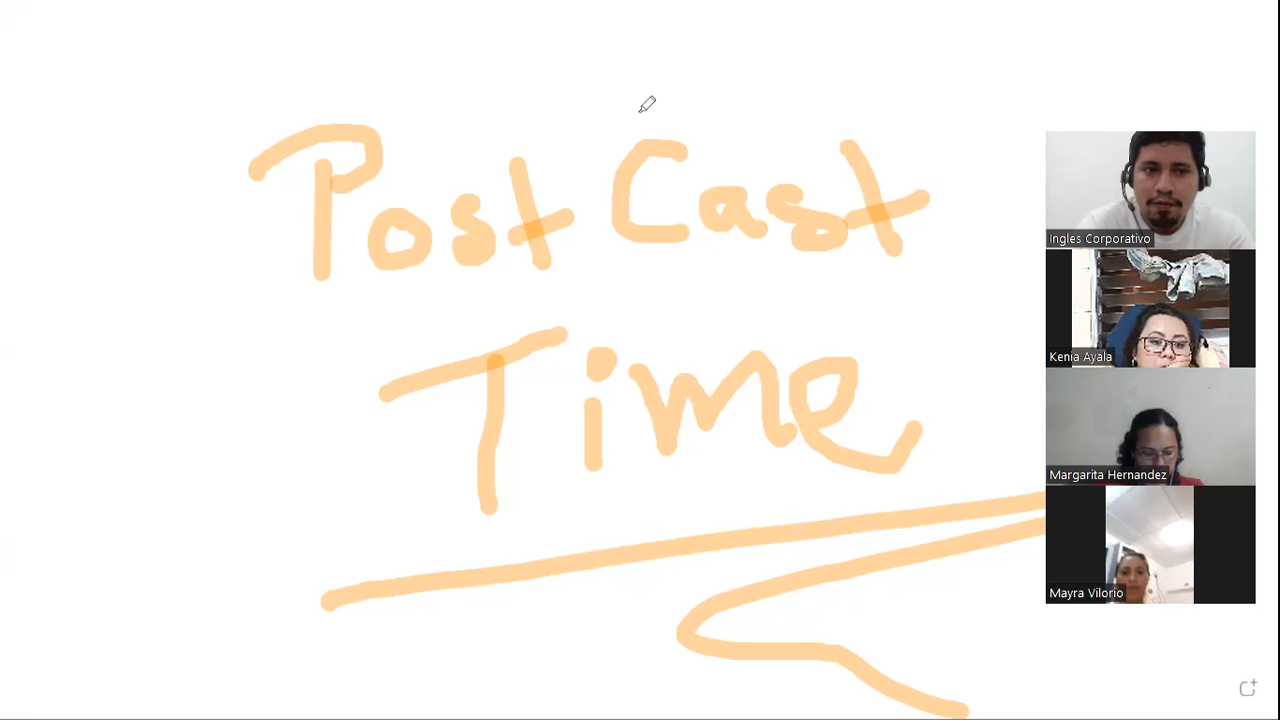 Post Cast
Time
Ingles Corporativo
Kenia Ayala
Margarita Hernandez
Mayra Vilorio